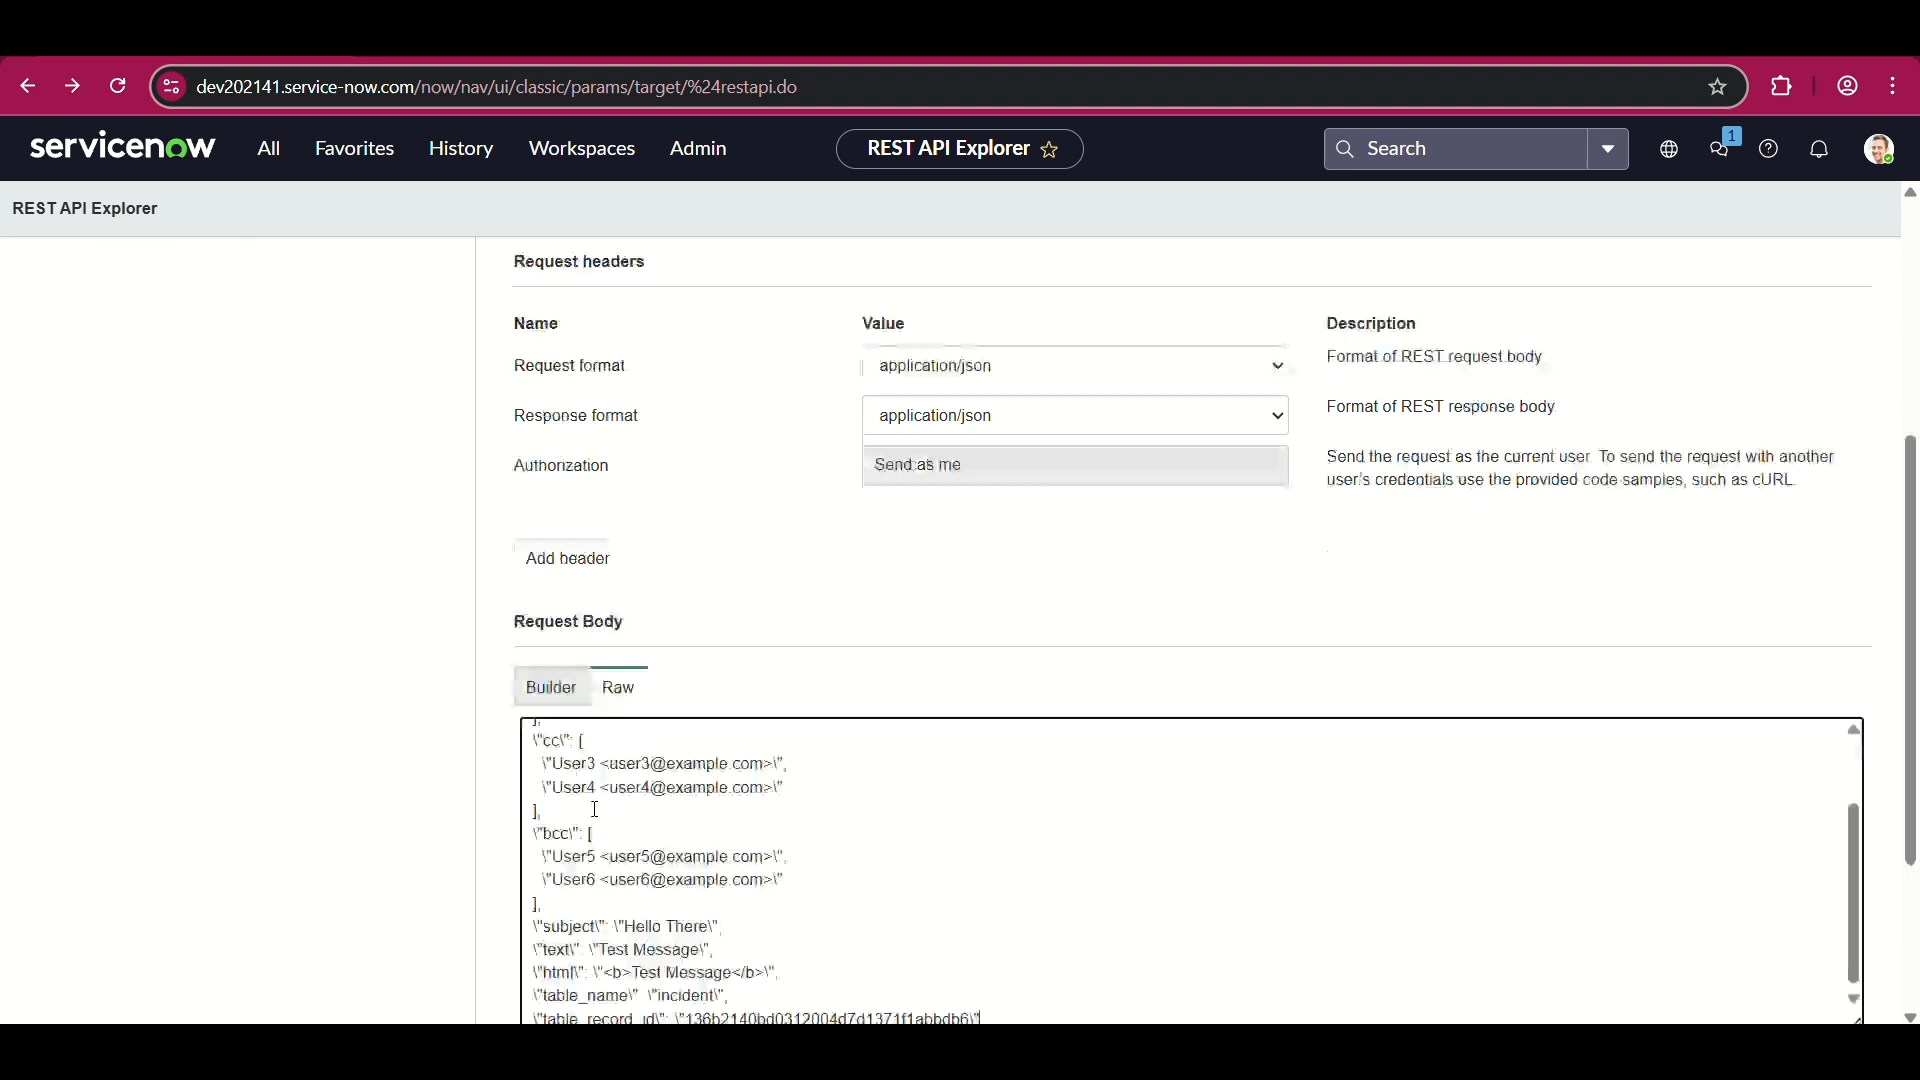 dev202141.service-now.com/now/nav/ui/classic/params/target/%24restapi.do
servicenow All Favorites History Workspaces Admin REST API Explorer Search 1
REST API Explorer
Request headers
Name Value Description
Request format application/json Format of REST request body
Response format application/json Format of REST response body
Authorization Send as me Send the request as the current user. To send the request with another
user's credentials use the provided code samples, such as cURL.
Add header
Request Body
Builder Raw
],
\"cc\": [
\"User3 <user3@example.com>\",
\"User4 <user4@example.com>\"
],
\"bcc\": [
\"User5 <user5@example.com>\",
\"User6 <user6@example.com>\"
],
\"subject\": \"Hello There\",
\"text\": \"Test Message\",
\"html\": \"<b>Test Message</b>\",
\"table_name\": \"incident\",
\"table_record_id\": \"136b2140bd0312004d7d1371f1abbdb6\"